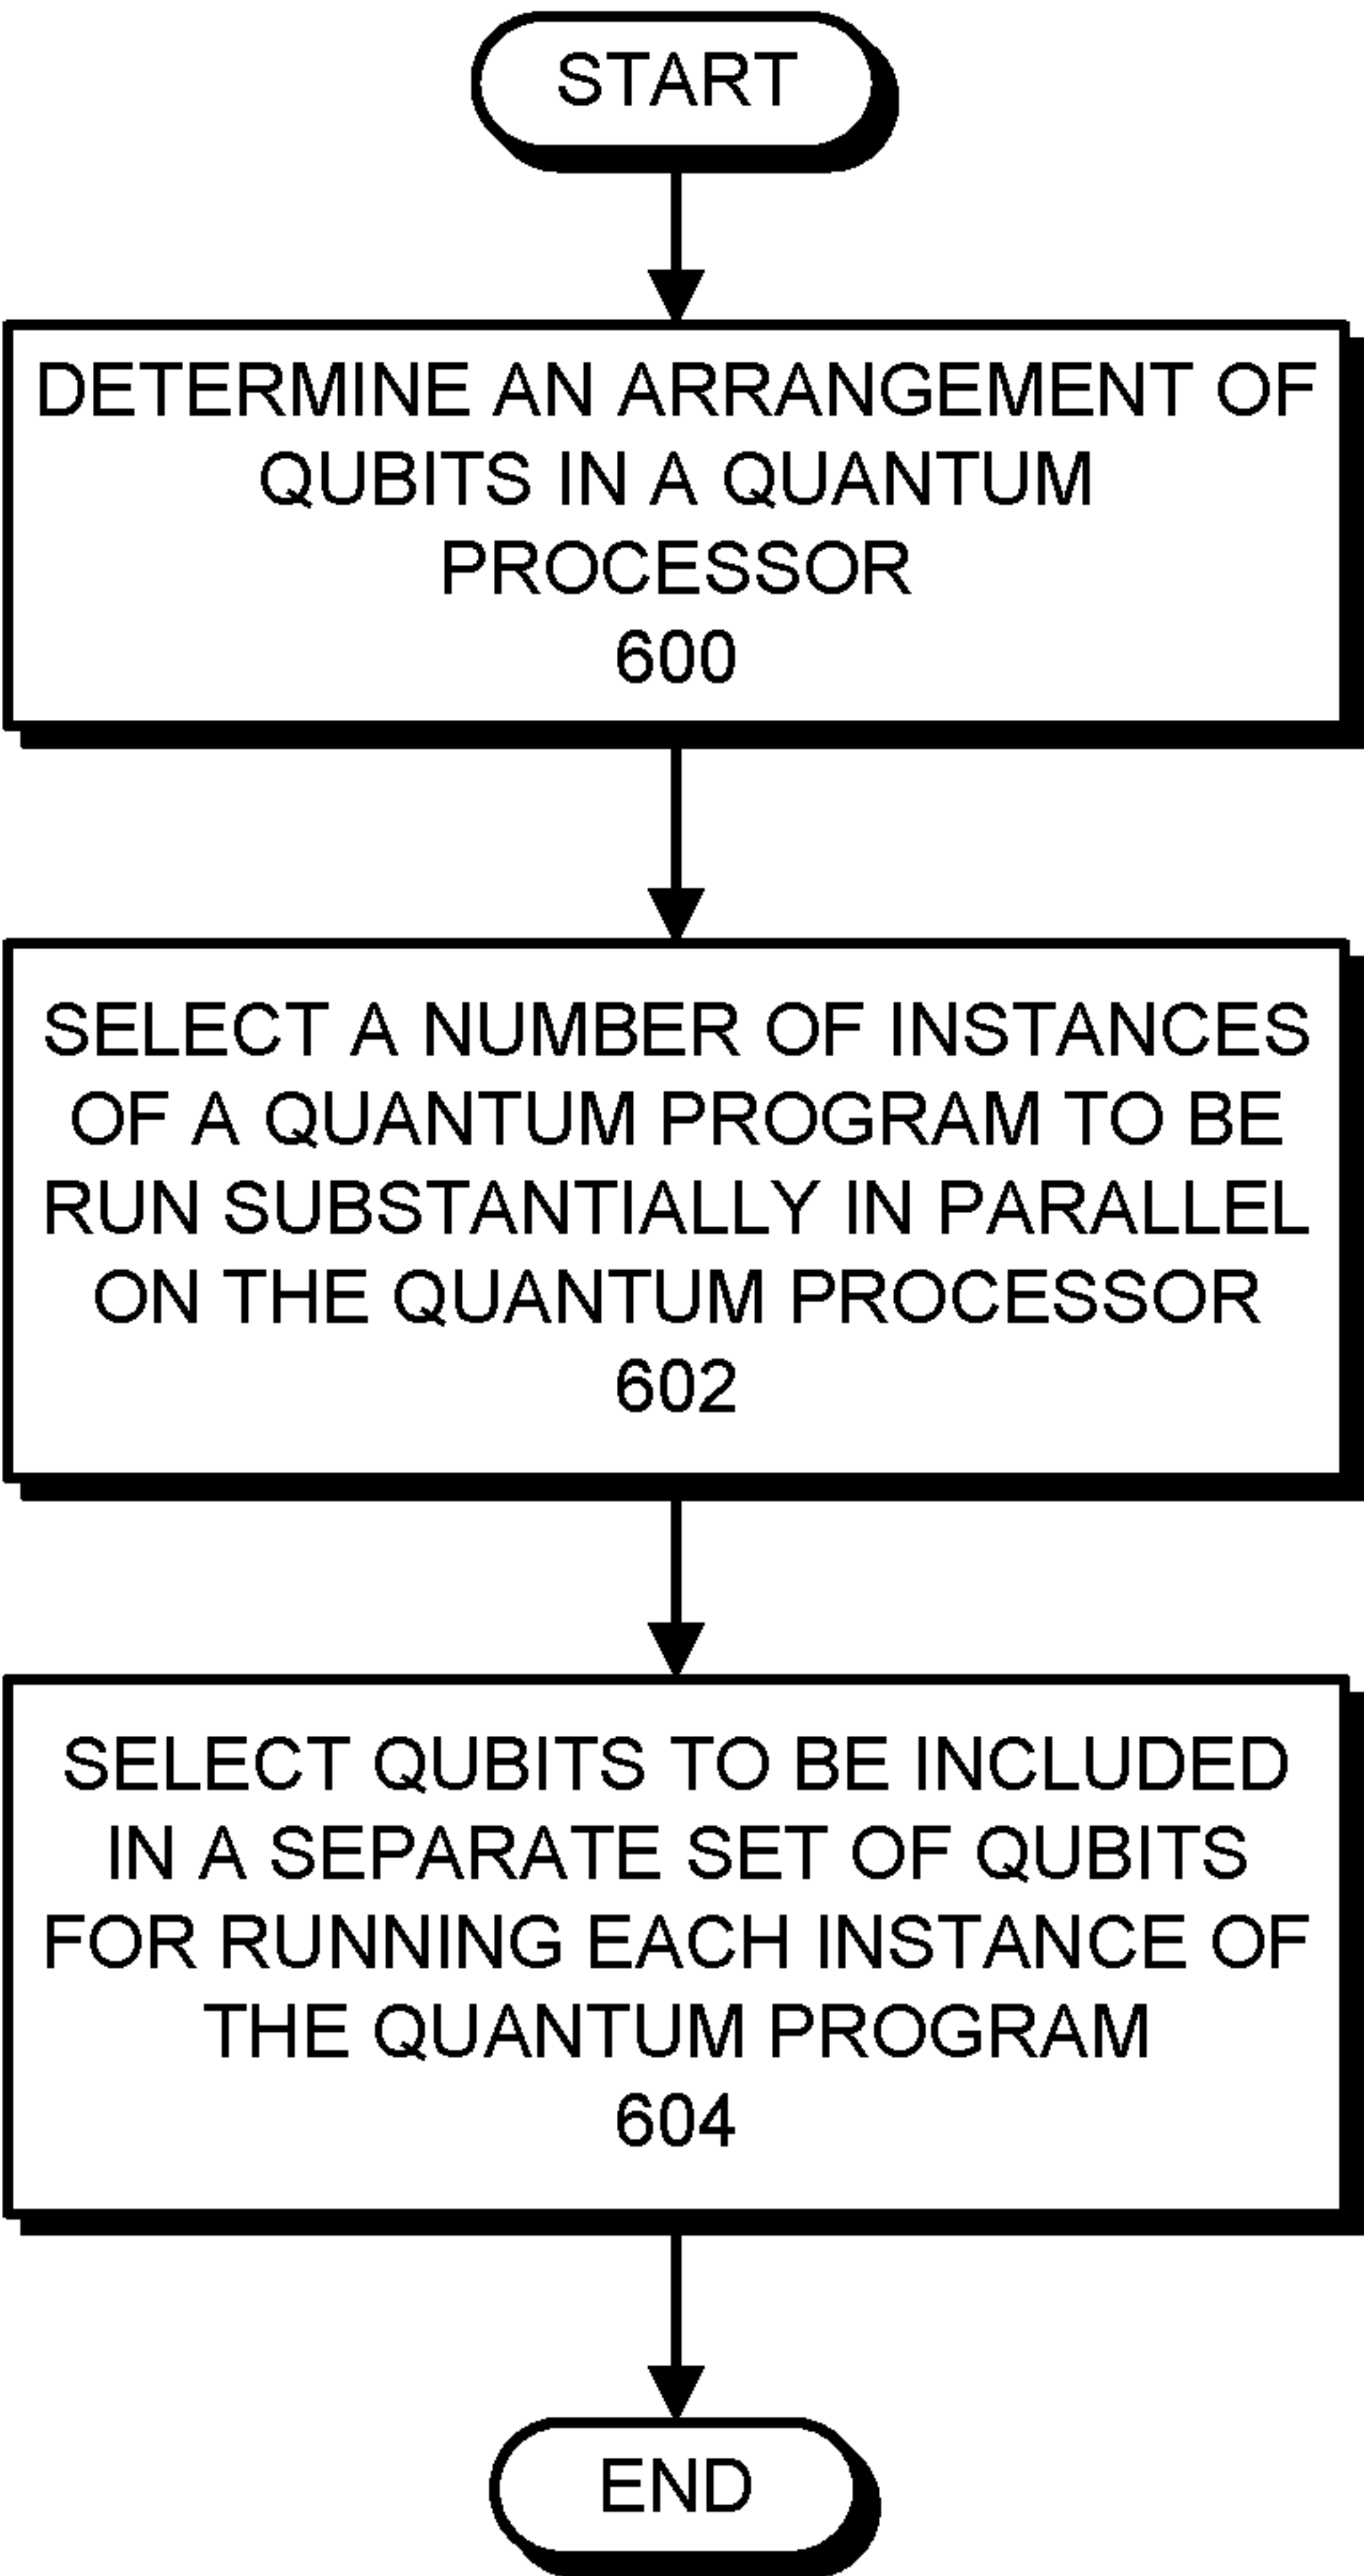 START
DETERMINE AN ARRANGEMENT OF
QUBITS IN A QUANTUM
PROCESSOR
600
SELECT A NUMBER OF INSTANCES
OF A QUANTUM PROGRAM TO BE
RUN SUBSTANTIALLY IN PARALLEL
ON THE QUANTUM PROCESSOR
602
SELECT QUBITS TO BE INCLUDED
IN A SEPARATE SET OF QUBITS
FOR RUNNING EACH INSTANCE OF
THE QUANTUM PROGRAM
604
END